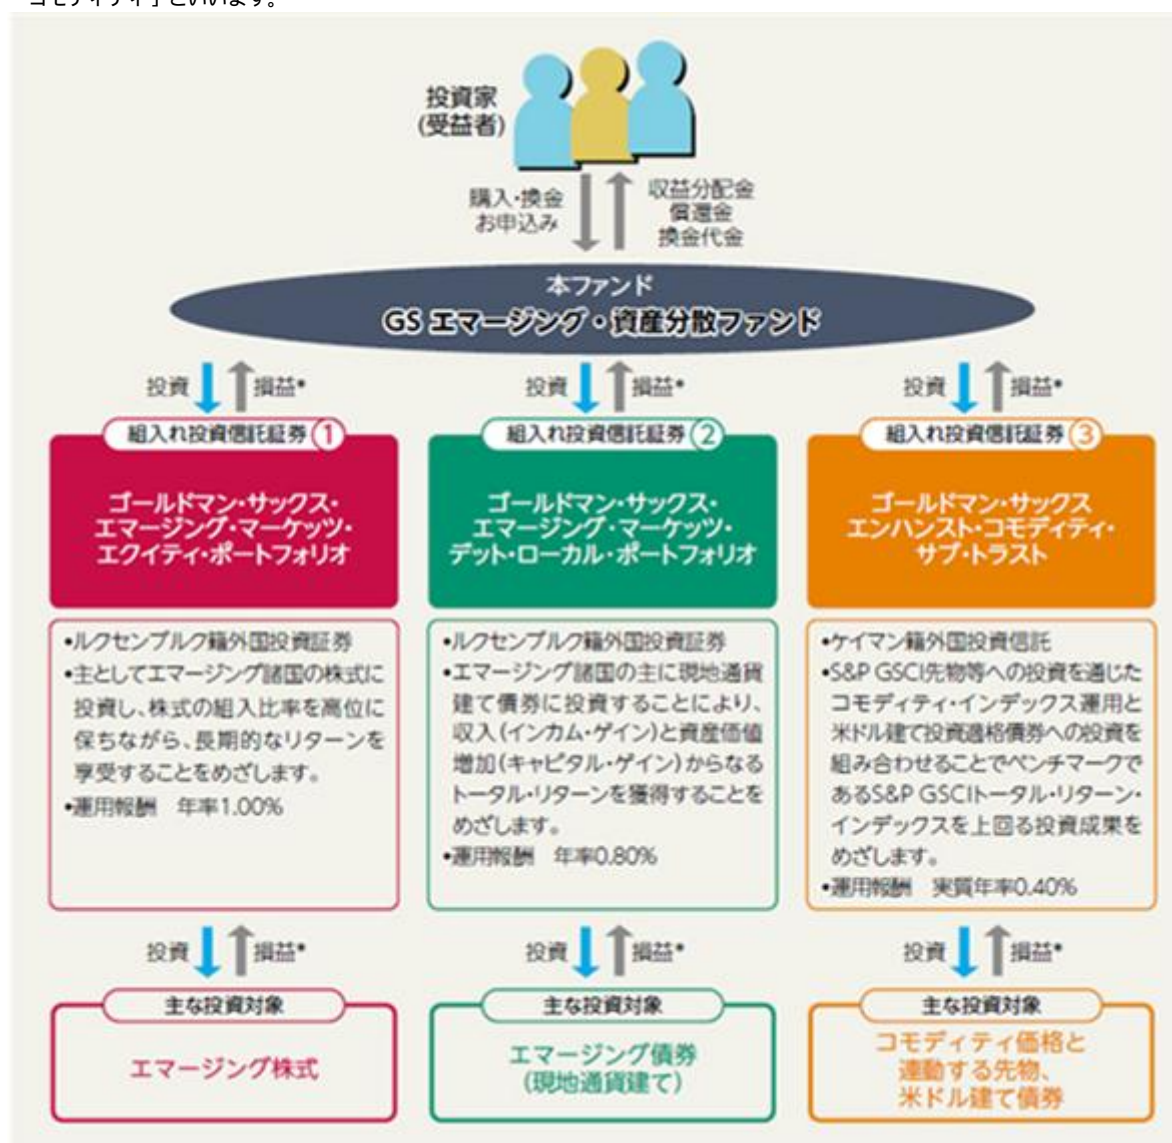 コモディティ」といいます。
投資家
(受益者)
購入・換金
お申込み
収益分配金
償還金
換金代金
本ファンド
GS エマージング・資産分散ファンド
投資
損益*
投資
損益*
投資
損益*
組入れ投資信託証券①
ゴールドマン・サックス・
エマージング・マーケッツ・
エクイティ・ポートフォリオ
•ルクセンブルク籍外国投資証券
•主としてエマージング諸国の株式に
投資し、株式の組入比率を高位に
保ちながら、長期的なリターンを
享受することをめざします。
•運用報酬 年率1.00%
組入れ投資信託証券②
ゴールドマン・サックス・
エマージング・マーケッツ・
デット・ローカル・ポートフォリオ
•ルクセンブルク籍外国投資証券
•エマージング諸国の主に現地通貨
建て債券に投資することにより、
収入(インカム・ゲイン)と資産価値
増加(キャピタル・ゲイン)からなる
トータル・リターンを獲得することを
めざします。
•運用報酬 年率0.80%
組入れ投資信託証券③
ゴールドマン・サックス
エンハンスト・コモディティ・
サブ・トラスト
•ケイマン籍外国投資信託
•S&P GSCI先物等への投資を通じた
コモディティ・インデックス運用と
米ドル建て投資適格債券への投資を
組み合わせることでベンチマークで
あるS&P GSCIトータル・リターン・
インデックスを上回る投資成果を
めざします。
•運用報酬 実質年率0.40%
投資
損益*
投資
損益*
投資
損益*
主な投資対象
エマージング株式
主な投資対象
エマージング債券
(現地通貨建て)
主な投資対象
コモディティ価格と
連動する先物、
米ドル建て債券